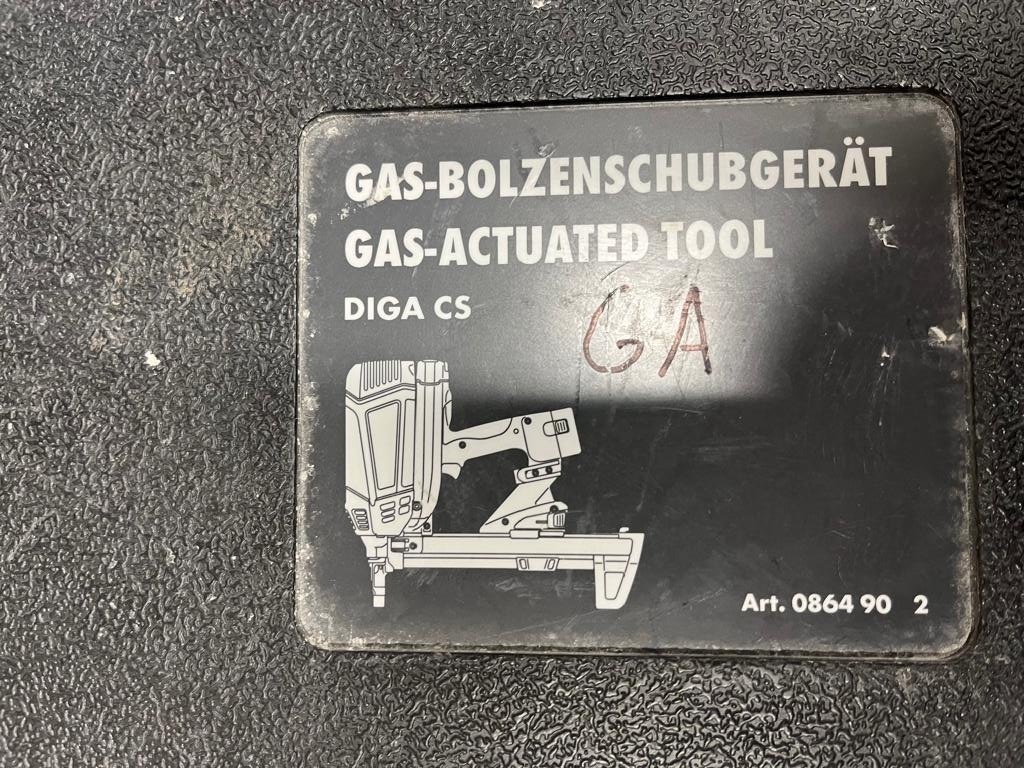 GAS-BOLZENSCHUBGERÄT
GAS-ACTUATED TOOL
DIGA CS
GA
Art. 0864 90 2